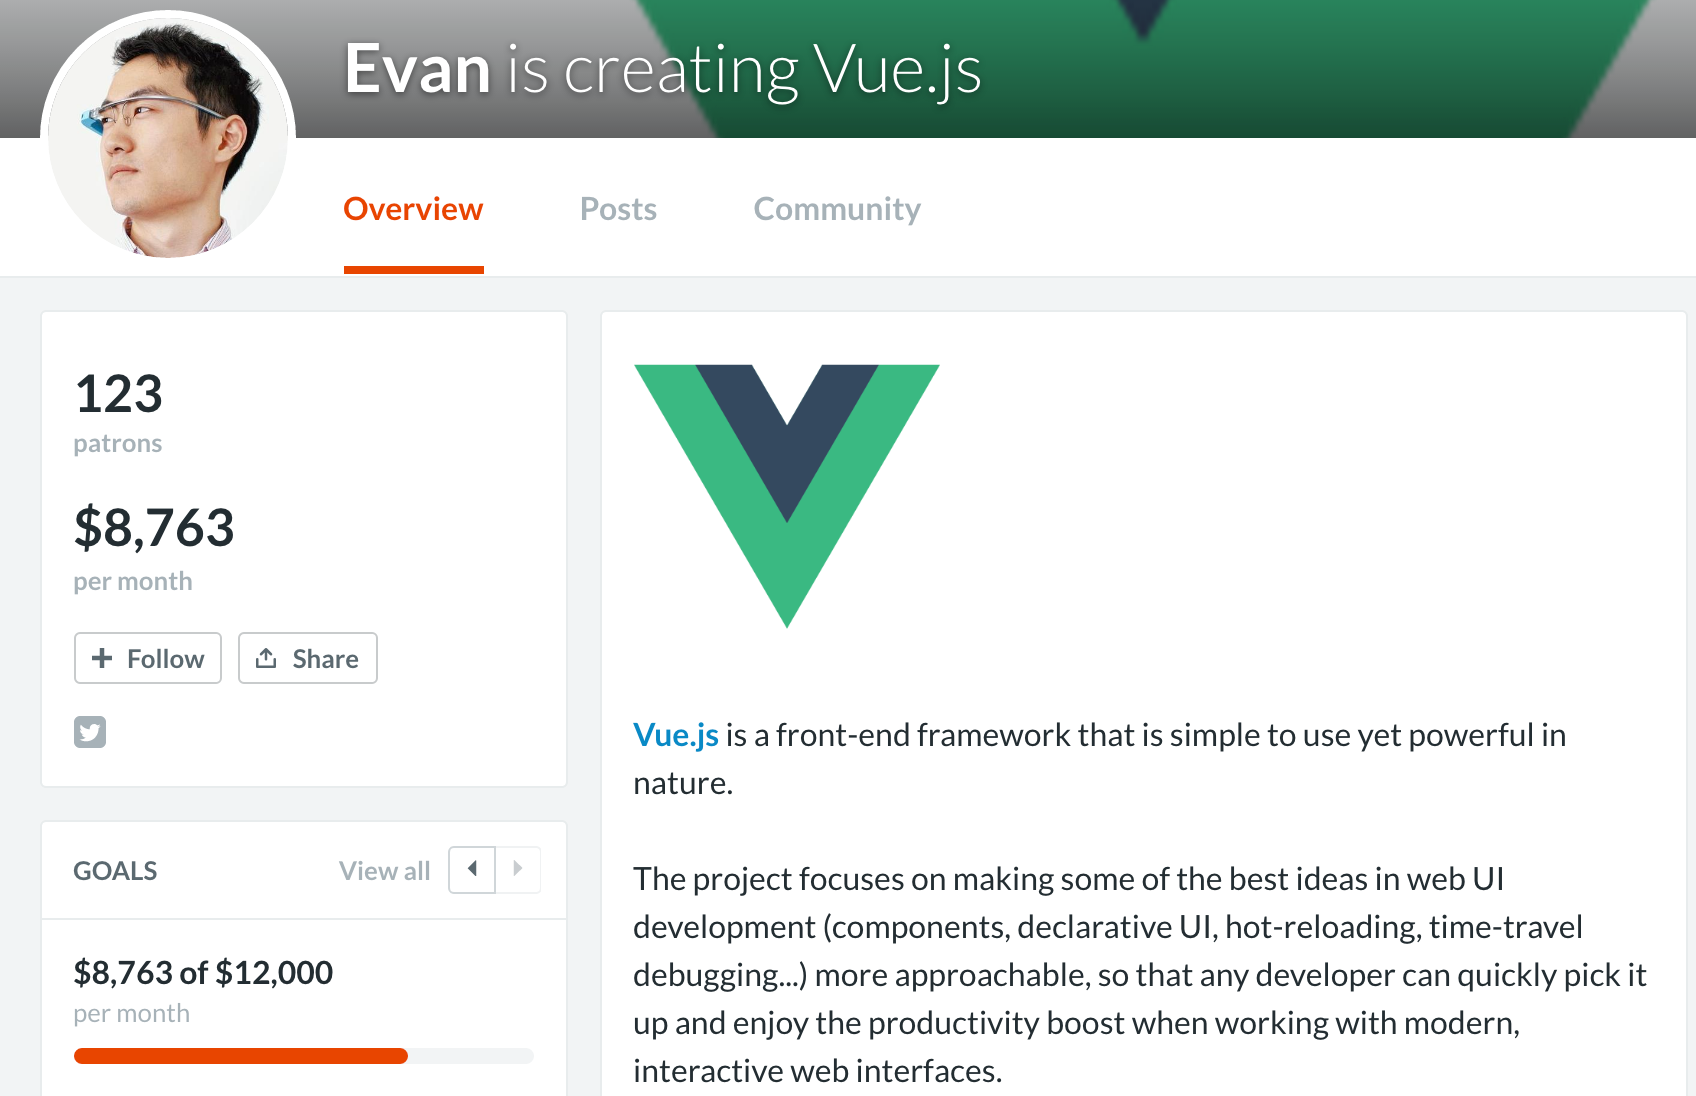 Evan is creating Vue.js
Overview
Posts
Community
123
patrons
$8,763
per month
Follow
Share
GOALS
View all
$8,763 of $12,000
per month
Vue.js is a front-end framework that is simple to use yet powerful in
nature.
The project focuses on making some of the best ideas in web UI
development (components, declarative UI, hot-reloading, time-travel
debugging...) more approachable, so that any developer can quickly pick it
up and enjoy the productivity boost when working with modern,
interactive web interfaces.